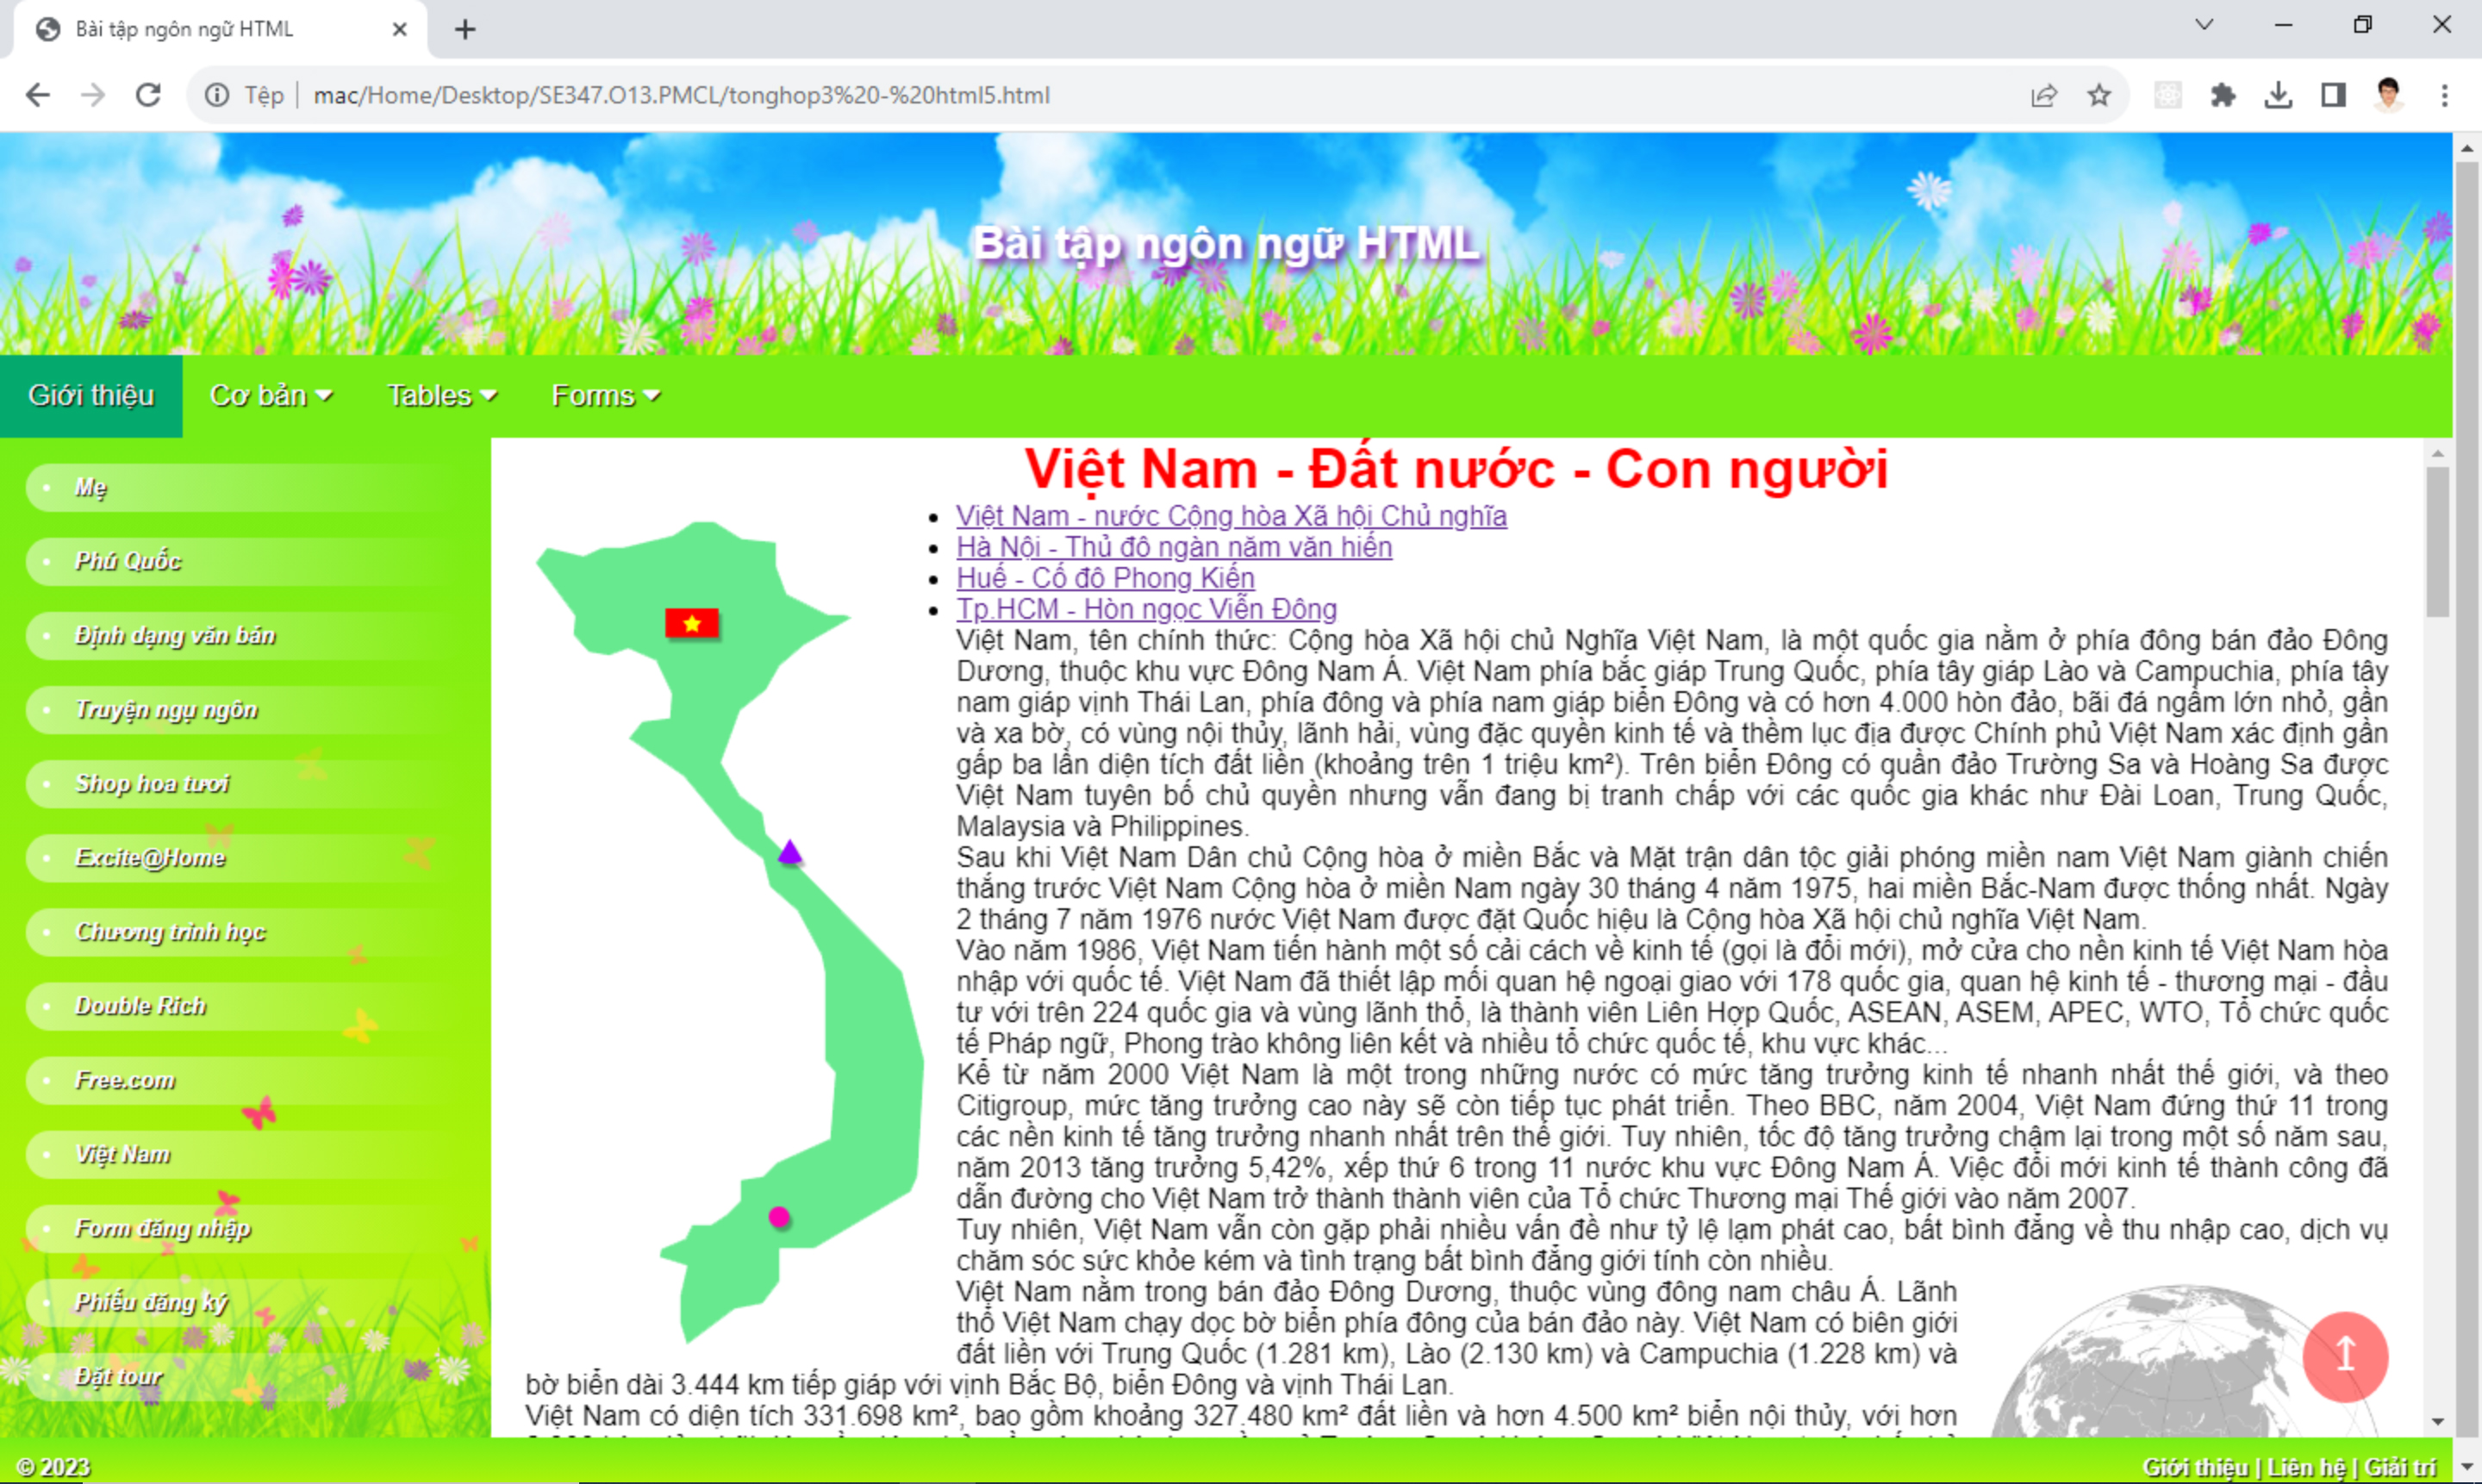 Bài tập ngôn ngữ HTML
Tệp | mac/Home/Desktop/SE347.O13.PMCL/tonghop3%20-%20html5.html
Bài tập ngôn ngữ HTML
Giới thiệu Cơ bản Tables Forms
Mẹ
Phú Quốc
Định dạng văn bản
Truyện ngụ ngôn
Shop hoa tươi
Excite@Home
Chương trình học
Double Rich
Free.com
Việt Nam
Form đăng nhập
Phiếu đăng ký
Đặt tour
Việt Nam - Đất nước - Con người
• Việt Nam - nước Cộng hòa Xã hội Chủ nghĩa
• Hà Nội - Thủ đô ngàn năm văn hiến
• Huế - Cố đô Phong Kiến
• Tp.HCM - Hòn ngọc Viễn Đông
Việt Nam, tên chính thức: Cộng hòa Xã hội chủ Nghĩa Việt Nam, là một quốc gia nằm ở phía đông bán đảo Đông
Dương, thuộc khu vực Đông Nam Á. Việt Nam phía bắc giáp Trung Quốc, phía tây giáp Lào và Campuchia, phía tây
nam giáp vịnh Thái Lan, phía đông và phía nam giáp biển Đông và có hơn 4.000 hòn đảo, bãi đá ngầm lớn nhỏ, gần
và xa bờ, có vùng nội thủy, lãnh hải, vùng đặc quyền kinh tế và thềm lục địa được Chính phủ Việt Nam xác định gần
gấp ba lần diện tích đất liền (khoảng trên 1 triệu km²). Trên biển Đông có quần đảo Trường Sa và Hoàng Sa được
Việt Nam tuyên bố chủ quyền nhưng vẫn đang bị tranh chấp với các quốc gia khác như Đài Loan, Trung Quốc,
Malaysia và Philippines.
Sau khi Việt Nam Dân chủ Cộng hòa ở miền Bắc và Mặt trận dân tộc giải phóng miền nam Việt Nam giành chiến
thắng trước Việt Nam Cộng hòa ở miền Nam ngày 30 tháng 4 năm 1975, hai miền Bắc-Nam được thống nhất. Ngày
2 tháng 7 năm 1976 nước Việt Nam được đặt Quốc hiệu là Cộng hòa Xã hội chủ nghĩa Việt Nam.
Vào năm 1986, Việt Nam tiến hành một số cải cách về kinh tế (gọi là đổi mới), mở cửa cho nền kinh tế Việt Nam hòa
nhập với quốc tế. Việt Nam đã thiết lập mối quan hệ ngoại giao với 178 quốc gia, quan hệ kinh tế - thương mại - đầu
tư với trên 224 quốc gia và vùng lãnh thổ, là thành viên Liên Hợp Quốc, ASEAN, ASEM, APEC, WTO, Tổ chức quốc
tế Pháp ngữ, Phong trào không liên kết và nhiều tổ chức quốc tế, khu vực khác...
Kể từ năm 2000 Việt Nam là một trong những nước có mức tăng trưởng kinh tế nhanh nhất thế giới, và theo
Citigroup, mức tăng trưởng cao này sẽ còn tiếp tục phát triển. Theo BBC, năm 2004, Việt Nam đứng thứ 11 trong
các nền kinh tế tăng trưởng nhanh nhất trên thế giới. Tuy nhiên, tốc độ tăng trưởng chậm lại trong một số năm sau,
năm 2013 tăng trưởng 5,42%, xếp thứ 6 trong 11 nước khu vực Đông Nam Á. Việc đổi mới kinh tế thành công đã
dẫn đường cho Việt Nam trở thành thành viên của Tổ chức Thương mại Thế giới vào năm 2007.
Tuy nhiên, Việt Nam vẫn còn gặp phải nhiều vấn đề như tỷ lệ lạm phát cao, bất bình đẳng về thu nhập cao, dịch vụ
chăm sóc sức khỏe kém và tình trạng bất bình đẳng giới tính còn nhiều.
Việt Nam nằm trong bán đảo Đông Dương, thuộc vùng đông nam châu Á. Lãnh
thổ Việt Nam chạy dọc bờ biển phía đông của bán đảo này. Việt Nam có biên giới
đất liền với Trung Quốc (1.281 km), Lào (2.130 km) và Campuchia (1.228 km) và
bờ biển dài 3.444 km tiếp giáp với vịnh Bắc Bộ, biển Đông và vịnh Thái Lan.
Việt Nam có diện tích 331.698 km², bao gồm khoảng 327.480 km² đất liền và hơn 4.500 km² biển nội thủy, với hơn
© 2023
Giới thiệu | Liên hệ | Giải trí